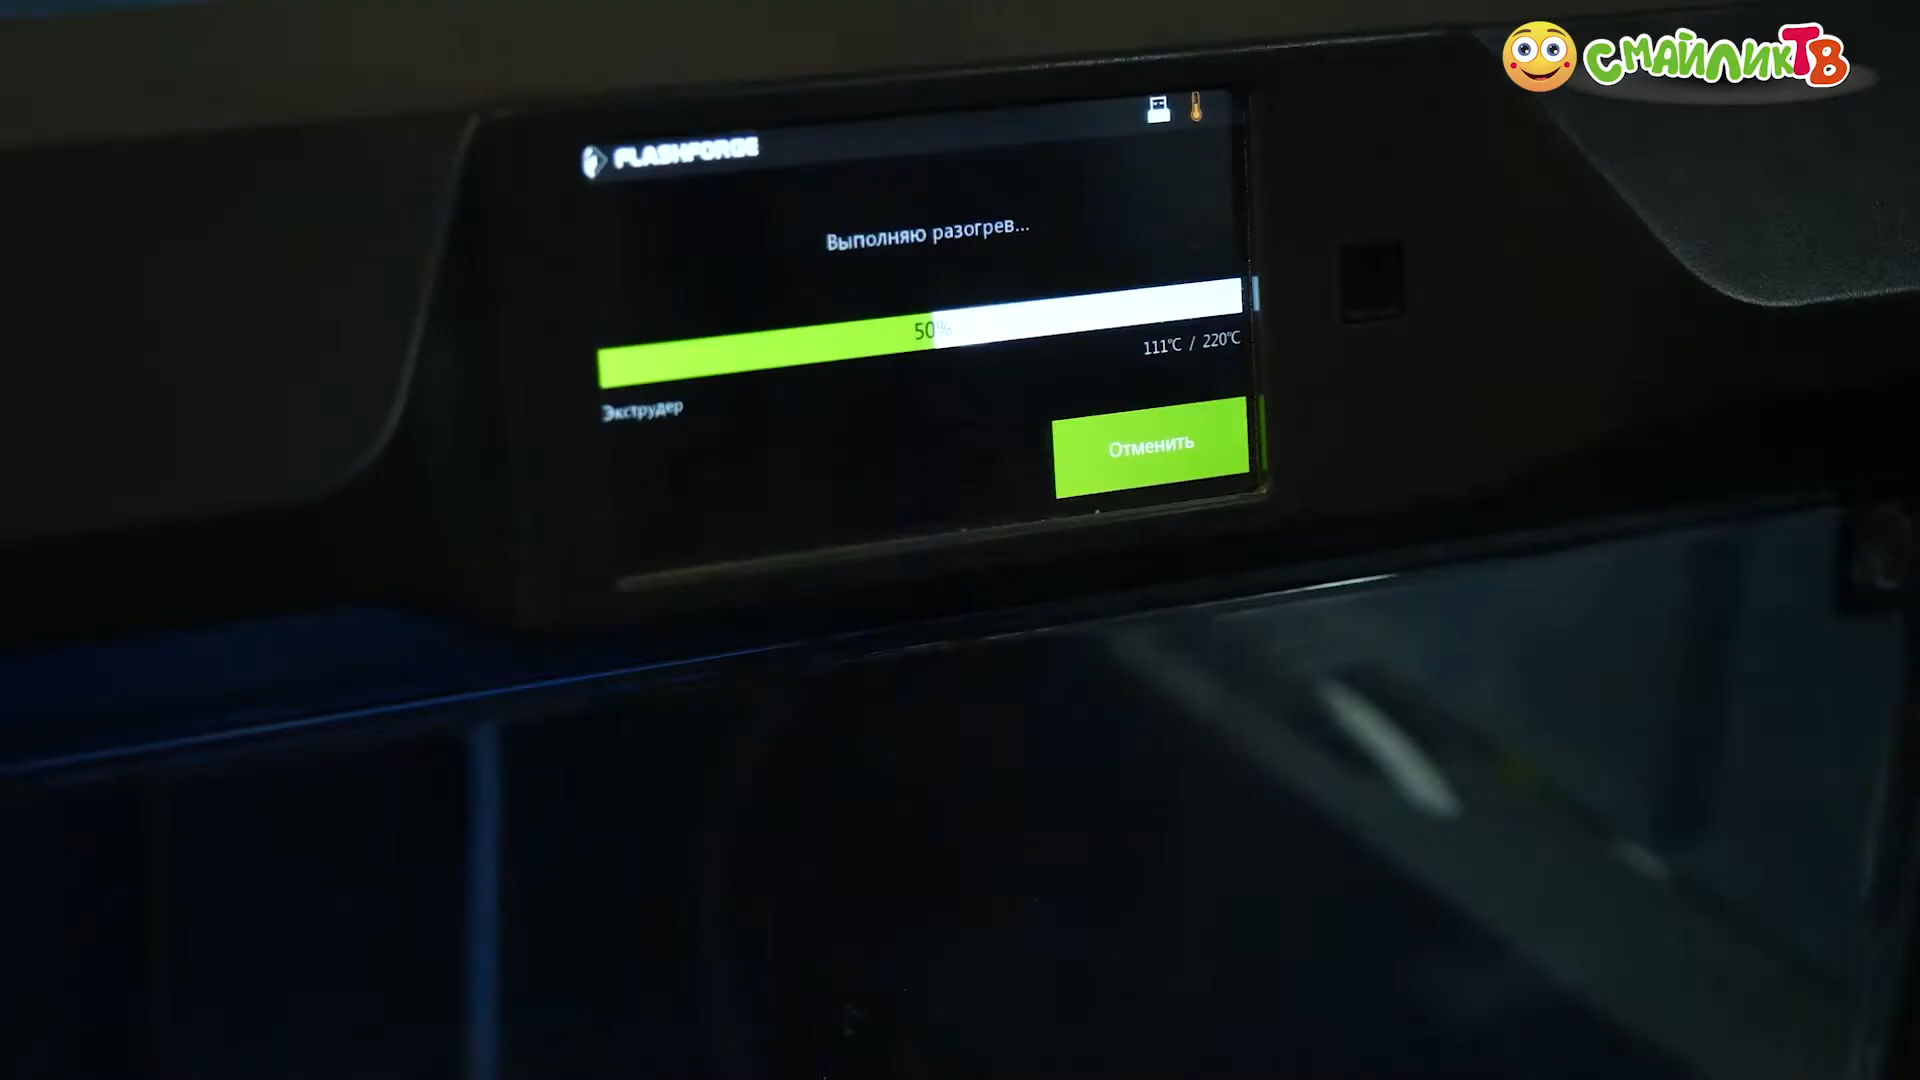 СМАЙЛИКТВ
FLASHFORGE
Выполняю разогрев...
50%
111℃ / 220℃
Экструдер
Отменить